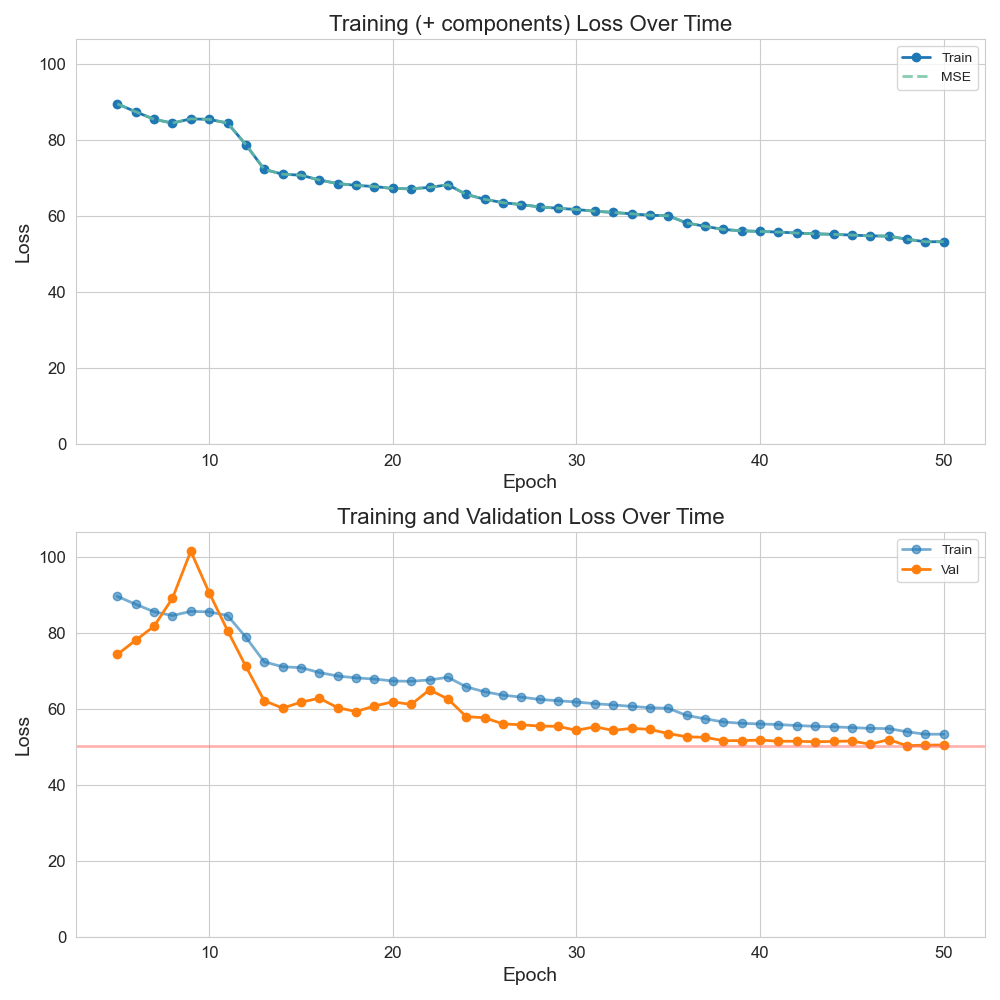 Training (+ components) Loss Over Time
100
80
60
40
20
0
Loss
Train
MSE
10 20 30 40 50
Epoch
Training and Validation Loss Over Time
100
80
60
40
20
0
Loss
Train
Val
10 20 30 40 50
Epoch